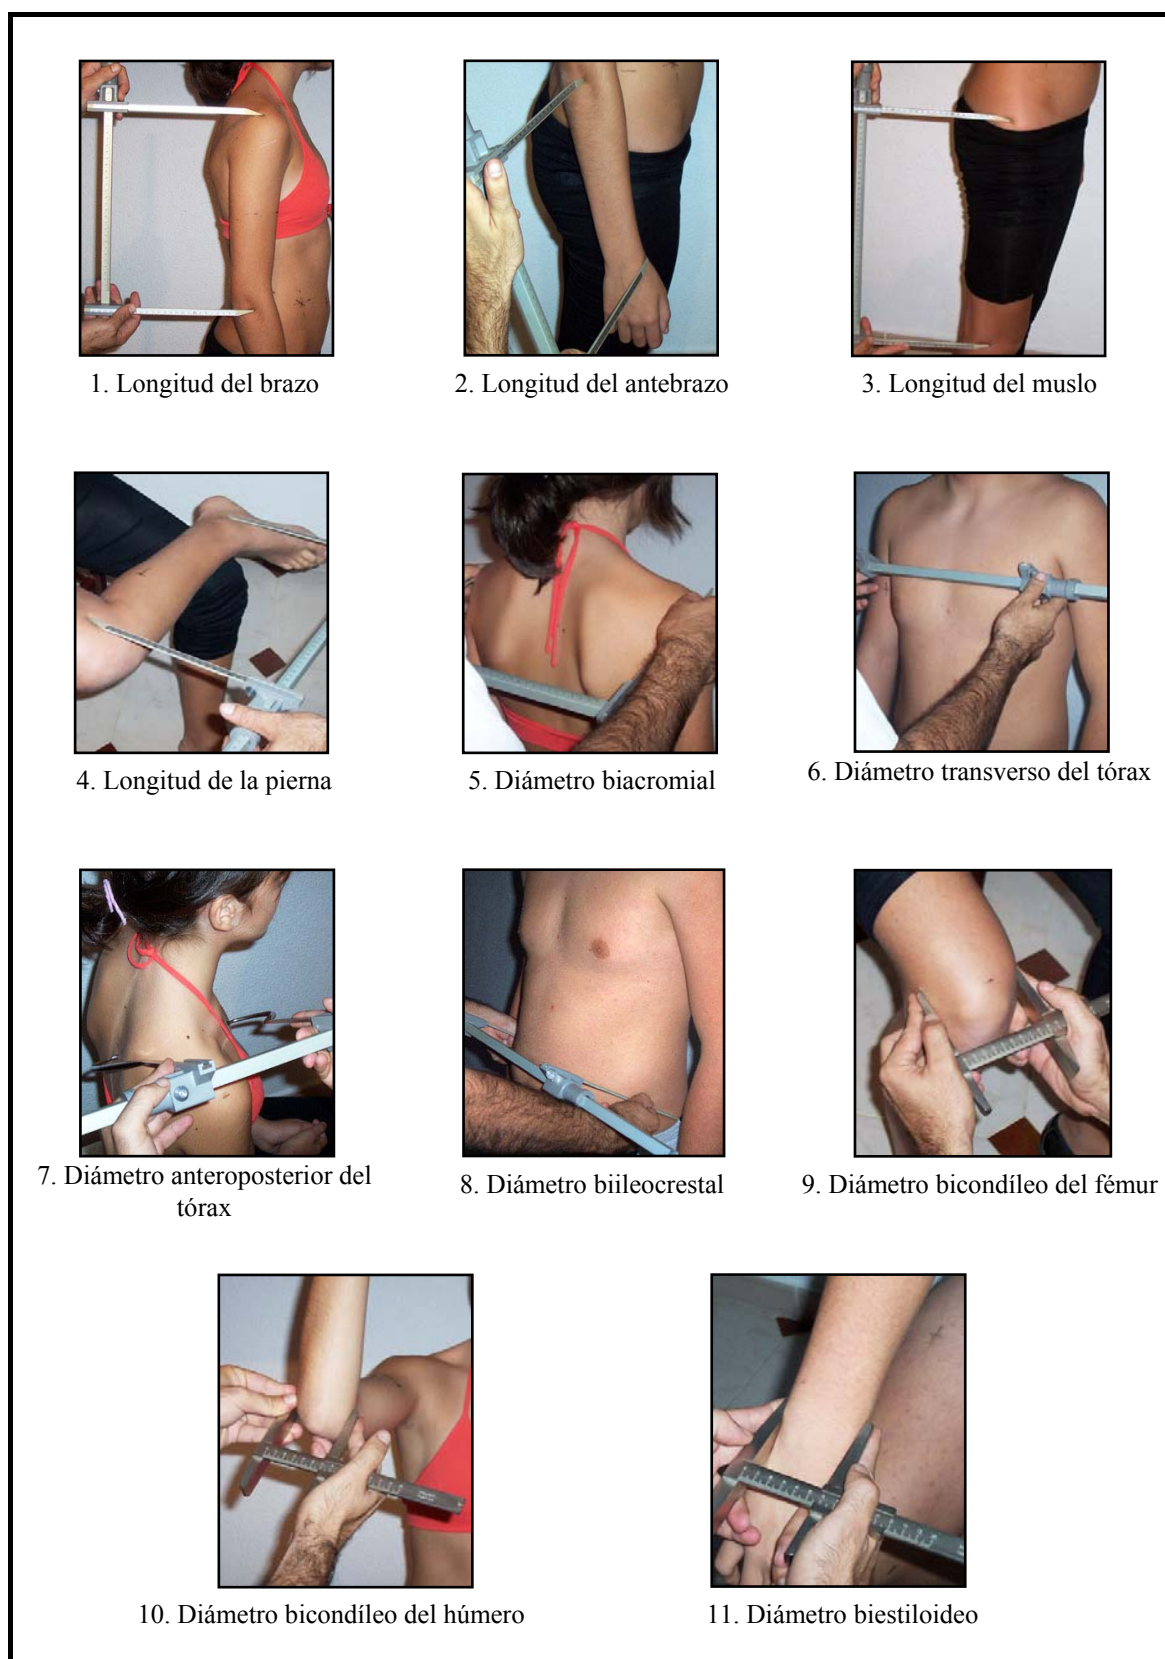 1. Longitud del brazo
2. Longitud del antebrazo
3. Longitud del muslo
4. Longitud de la pierna
5. Diámetro biacromial
6. Diámetro transverso del tórax
7. Diámetro anteroposterior del
tórax
8. Diámetro biileocrestal
9. Diámetro bicondíleo del fémur
10. Diámetro bicondíleo del húmero
11. Diámetro biestiloideo